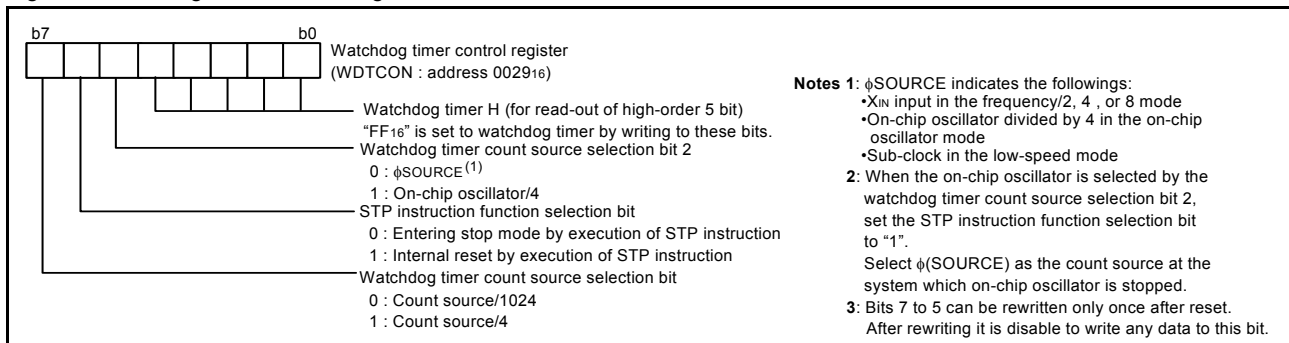 b7 b0
Watchdog timer control register
(WDTCON : address 002916)
Watchdog timer H (for read-out of high-order 5 bit)
“FF16” is set to watchdog timer by writing to these bits.
Watchdog timer count source selection bit 2
0 : ϕSOURCE(1)
1 : On-chip oscillator/4
STP instruction function selection bit
0 : Entering stop mode by execution of STP instruction
1 : Internal reset by execution of STP instruction
Watchdog timer count source selection bit
0 : Count source/1024
1 : Count source/4
Notes 1: ϕSOURCE indicates the followings:
•XIN input in the frequency/2, 4 , or 8 mode
•On-chip oscillator divided by 4 in the on-chip
oscillator mode
•Sub-clock in the low-speed mode
2: When the on-chip oscillator is selected by the
watchdog timer count source selection bit 2,
set the STP instruction function selection bit
to “1”.
Select ϕ(SOURCE) as the count source at the
system which on-chip oscillator is stopped.
3: Bits 7 to 5 can be rewritten only once after reset.
After rewriting it is disable to write any data to this bit.